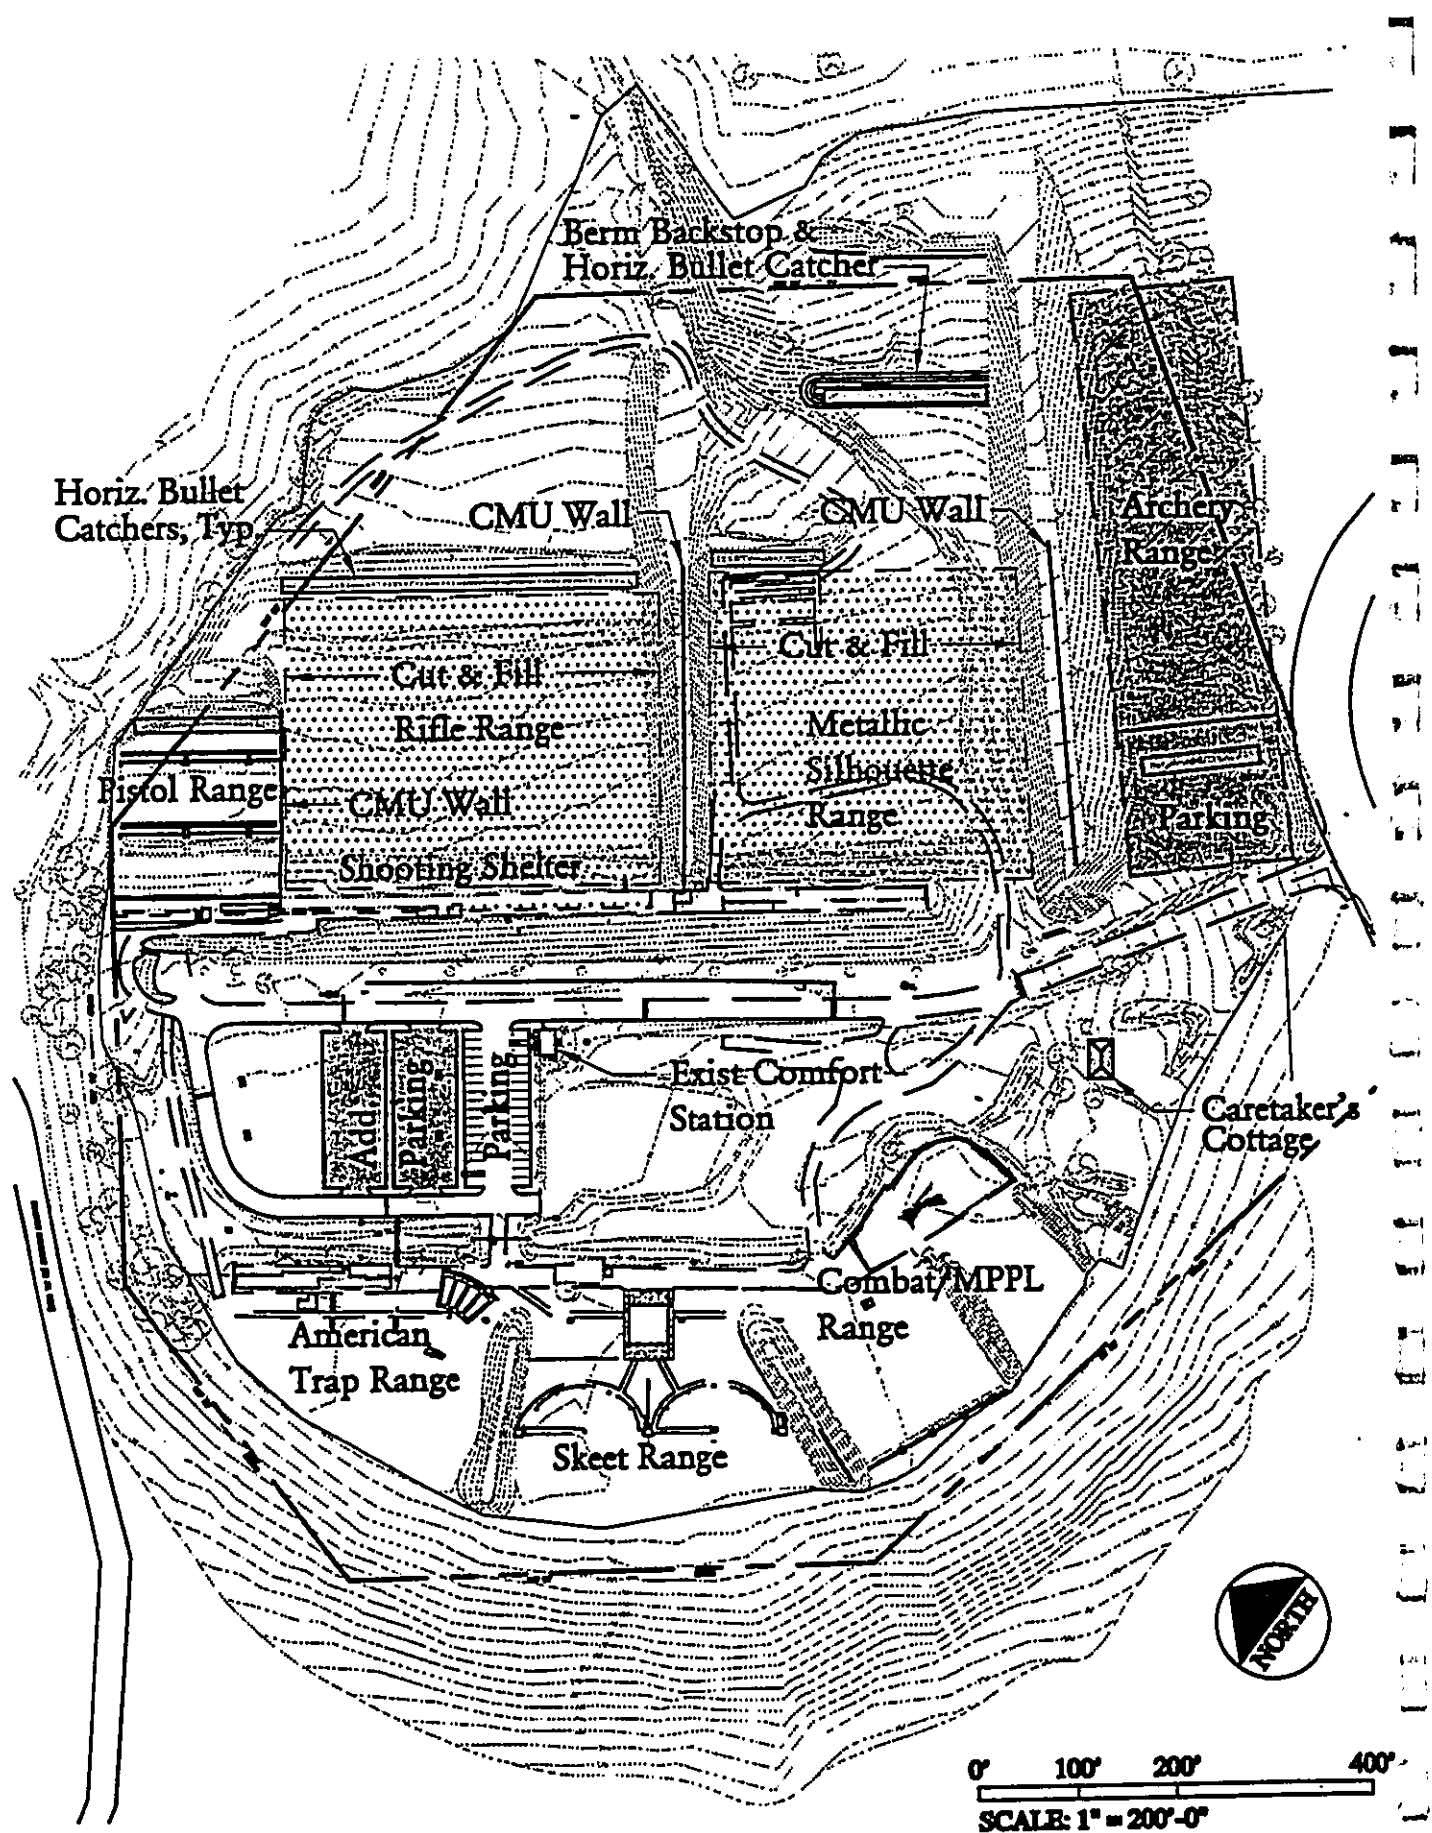 Berm Backstop &
Horiz. Bullet Catcher
Horiz. Bullet
Catchers, Typ
CMU Wall
CMU Wall
Archery
Range
Cut & Fill
Cut & Fill
Rifle Range
Metallic
Silhouette
Range
Pistol Range
CMU Wall
Parking
Shooting Shelter
Add'l
Parking
Parking
Exist Comfort
Station
Caretaker's
Cottage
Combat/MPPL
Range
American
Trap Range
Skeet Range
NORTH
0' 100' 200' 400'
SCALE: 1" = 200'-0"